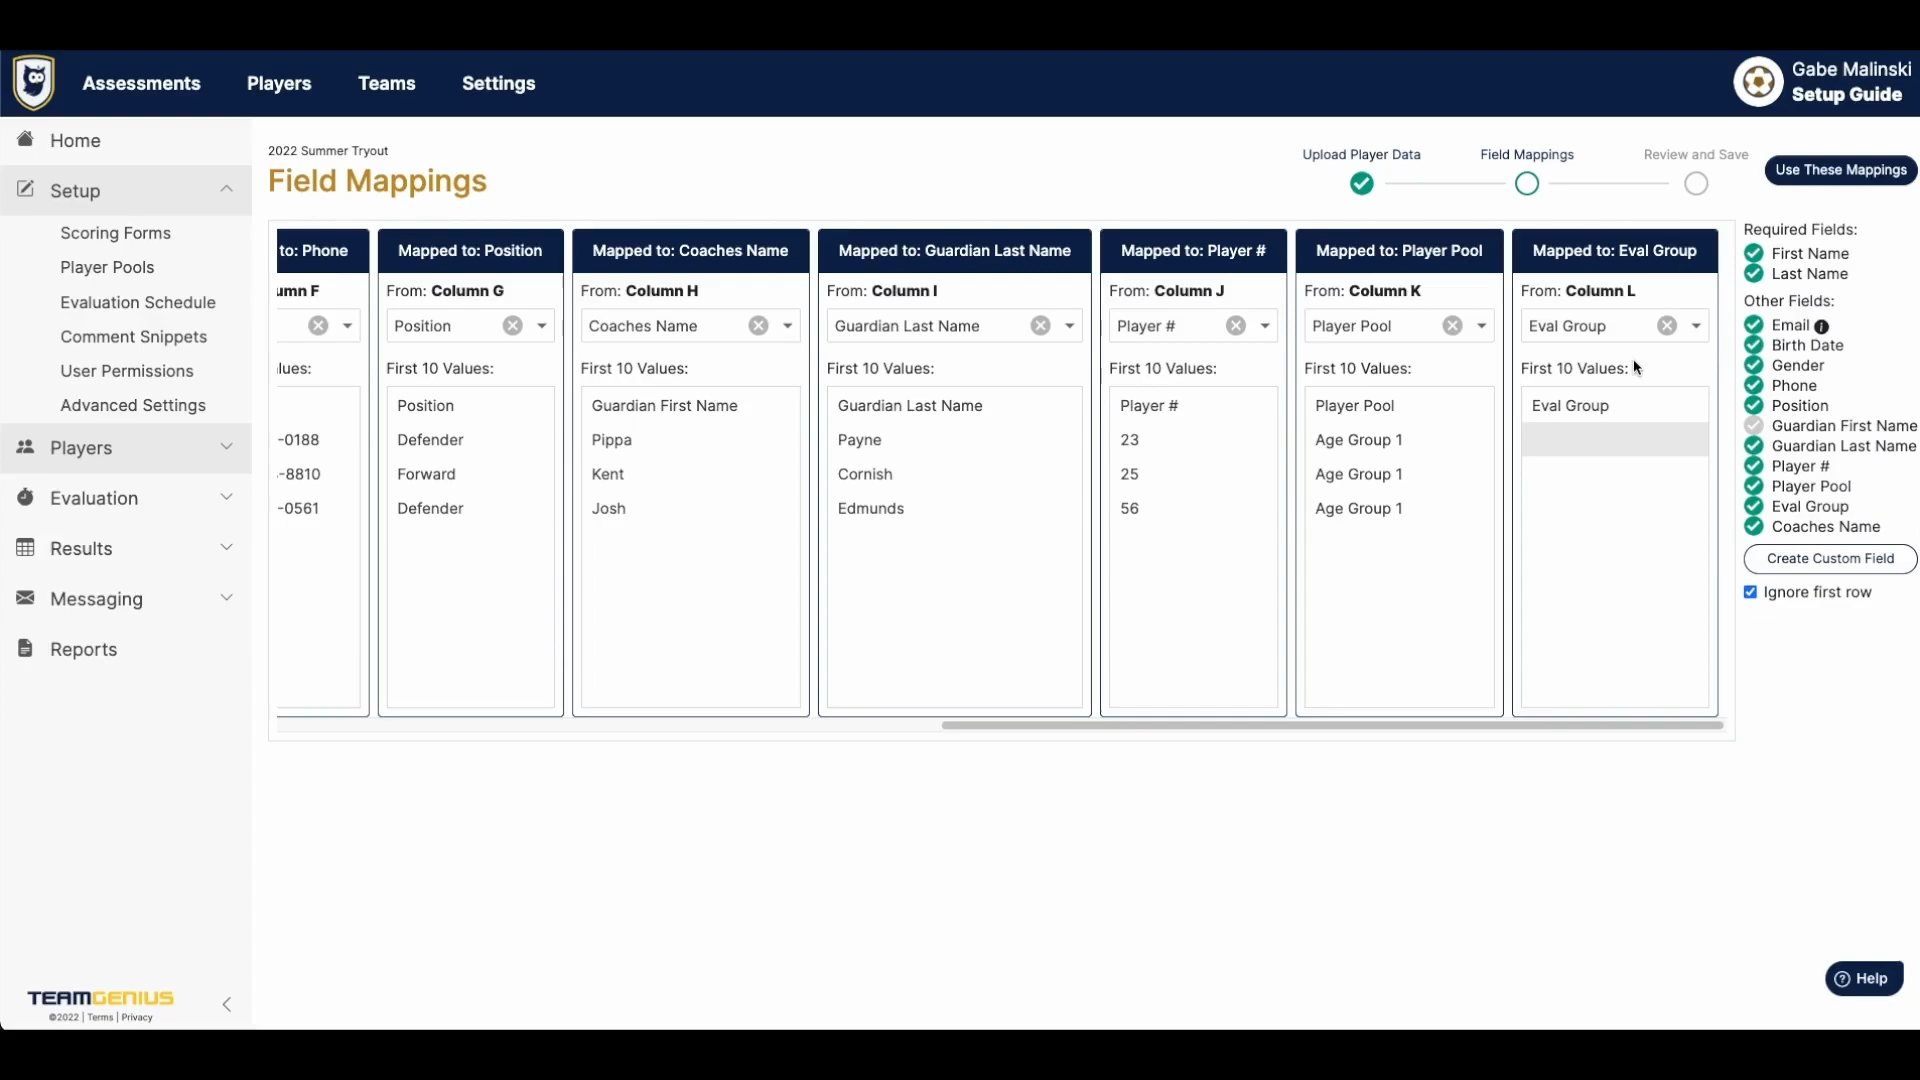 Assessments
Players
Teams
Settings
Gabe Malinski
Setup Guide
Home
Setup
Scoring Forms
Player Pools
Evaluation Schedule
Comment Snippets
User Permissions
Advanced Settings
Players
Evaluation
Results
Messaging
Reports
TEAMGENIUS
©2022 | Terms | Privacy
2022 Summer Tryout
Field Mappings
Upload Player Data
Field Mappings
Review and Save
Use These Mappings
to: Phone
umn F
lues:
-0188
-8810
-0561
Mapped to: Position
From: Column G
Position
First 10 Values:
Position
Defender
Forward
Defender
Mapped to: Coaches Name
From: Column H
Coaches Name
First 10 Values:
Guardian First Name
Pippa
Kent
Josh
Mapped to: Guardian Last Name
From: Column I
Guardian Last Name
First 10 Values:
Guardian Last Name
Payne
Cornish
Edmunds
Mapped to: Player #
From: Column J
Player #
First 10 Values:
Player #
23
25
56
Mapped to: Player Pool
From: Column K
Player Pool
First 10 Values:
Player Pool
Age Group 1
Age Group 1
Age Group 1
Mapped to: Eval Group
From: Column L
Eval Group
First 10 Values:
Eval Group
Required Fields:
First Name
Last Name
Other Fields:
Email
Birth Date
Gender
Phone
Position
Guardian First Name
Guardian Last Name
Player #
Player Pool
Eval Group
Coaches Name
Create Custom Field
Ignore first row
Help